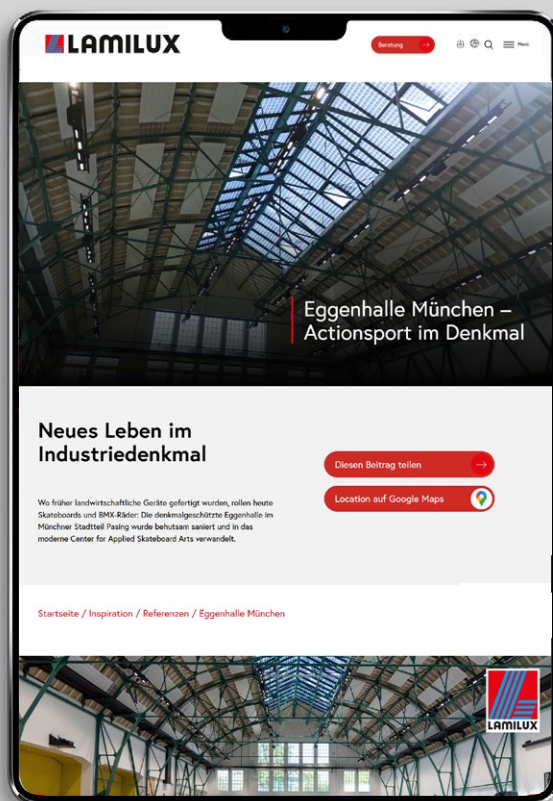 LAMILUX
Beratung
Menü
Eggenhalle München –
Actionsport im Denkmal
Neues Leben im
Industriedenkmal
Diesen Beitrag teilen
Location auf Google Maps
Wo früher landwirtschaftliche Geräte gefertigt wurden, rollen heute
Skateboards und BMX-Räder: Die denkmalgeschützte Eggenhalle im
Münchner Stadtteil Pasing wurde behutsam saniert und in das
moderne Center for Applied Skateboard Arts verwandelt.
Startseite / Inspiration / Referenzen / Eggenhalle München
LAMILUX